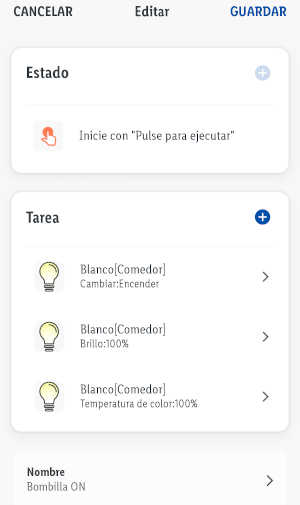 CANCELAR Editar GUARDAR
Estado
Inicie con "Pulse para ejecutar"
Tarea
Blanco[Comedor]
Cambiar:Encender
Blanco[Comedor]
Brillo:100%
Blanco[Comedor]
Temperatura de color:100%
Nombre
Bombilla ON